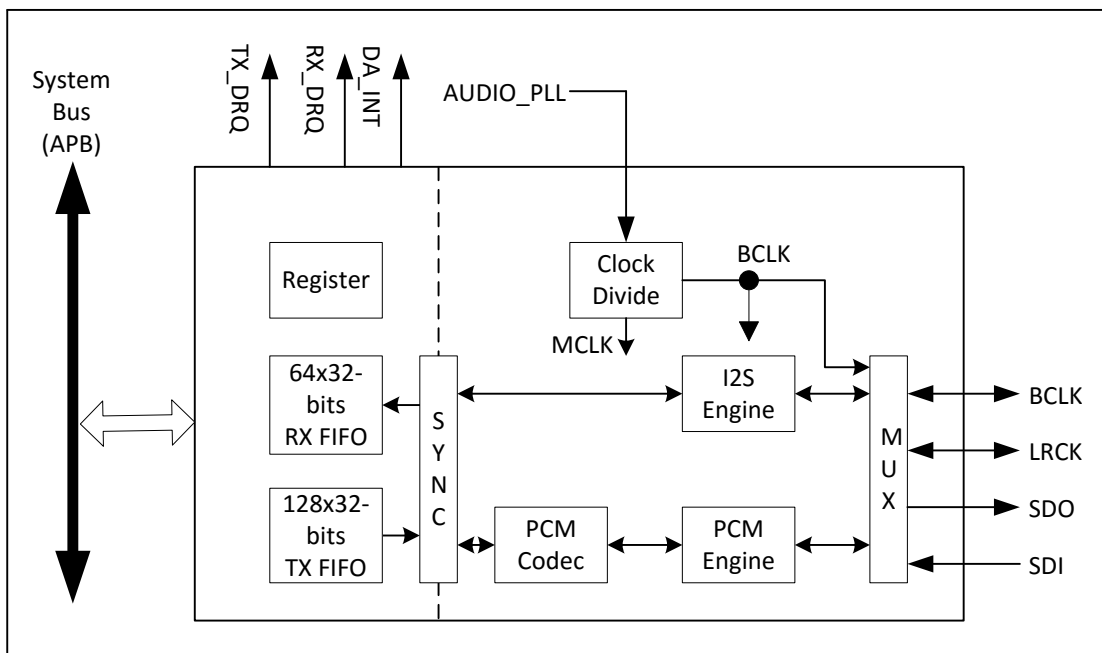 System
Bus
(APB)
TX_DRQ
RX_DRQ
DA_INT
AUDIO_PLL
Register
Clock
Divide
BCLK
MCLK
64x32-
bits
RX FIFO
S
Y
N
C
I2S
Engine
M
U
X
BCLK
LRCK
SDO
SDI
128x32-
bits
TX FIFO
PCM
Codec
PCM
Engine